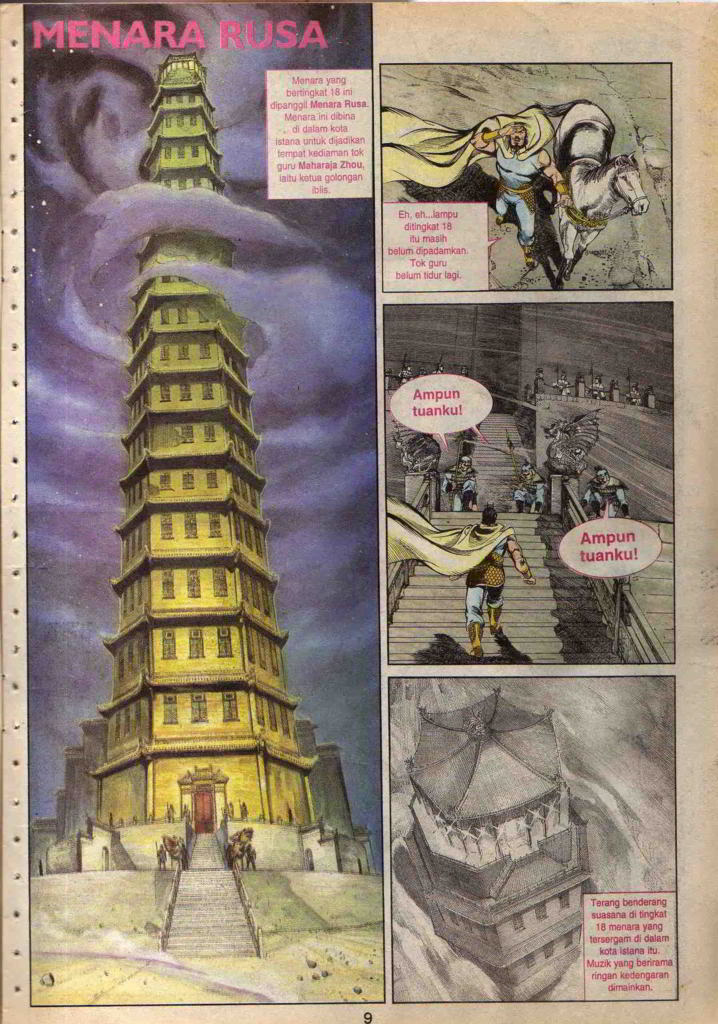 MENARA RUSA
Menara yang
bertingkat 18 ini
dipanggil Menara Rusa.
Menara ini dibina
di dalam kota
istana untuk dijadikan
tempat kediaman tok
guru Maharaja Zhou,
iaitu ketua golongan
iblis.
Eh, eh...lampu
ditingkat 18
itu masih
belum dipadamkan.
Tok guru
belum tidur lagi.
Ampun
tuanku!
Ampun
tuanku!
Terang benderang
suasana di tingkat
18 menara yang
tersergam di dalam
kota istana itu.
Muzik yang berirama
ringan kedengaran
dimainkan.
9